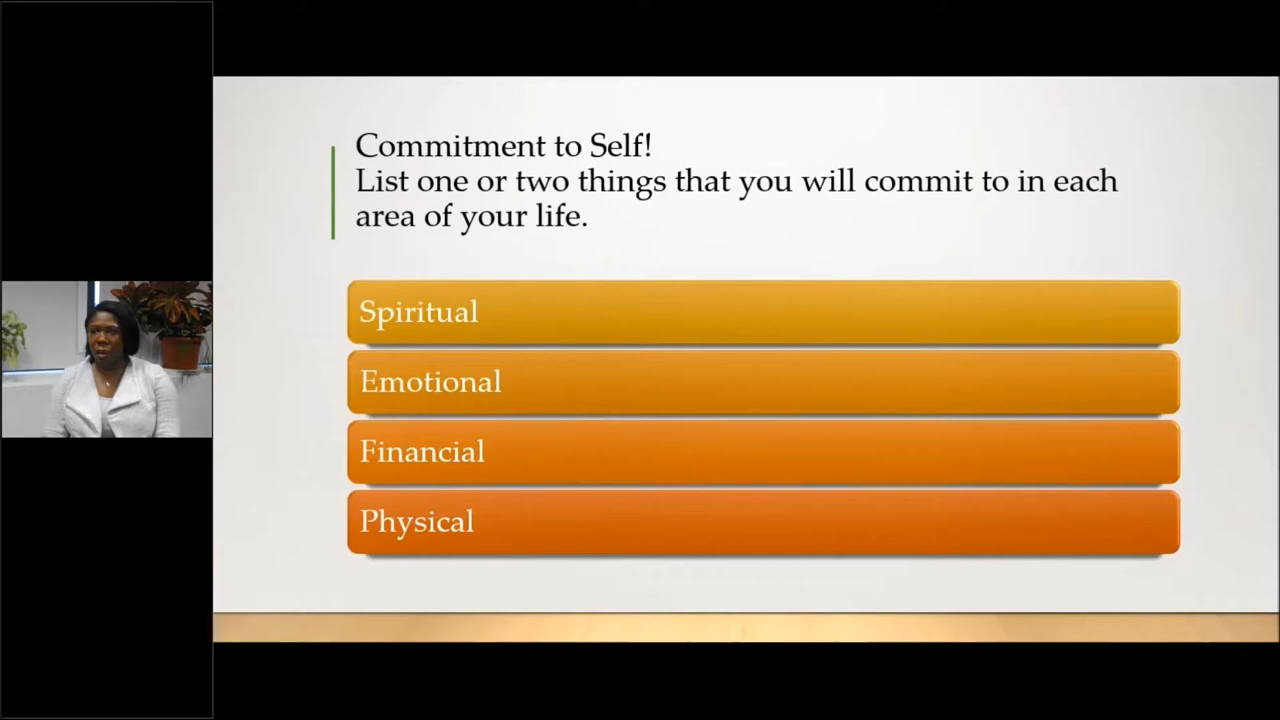 Commitment to Self!
List one or two things that you will commit to in each
area of your life.
Spiritual
Emotional
Financial
Physical